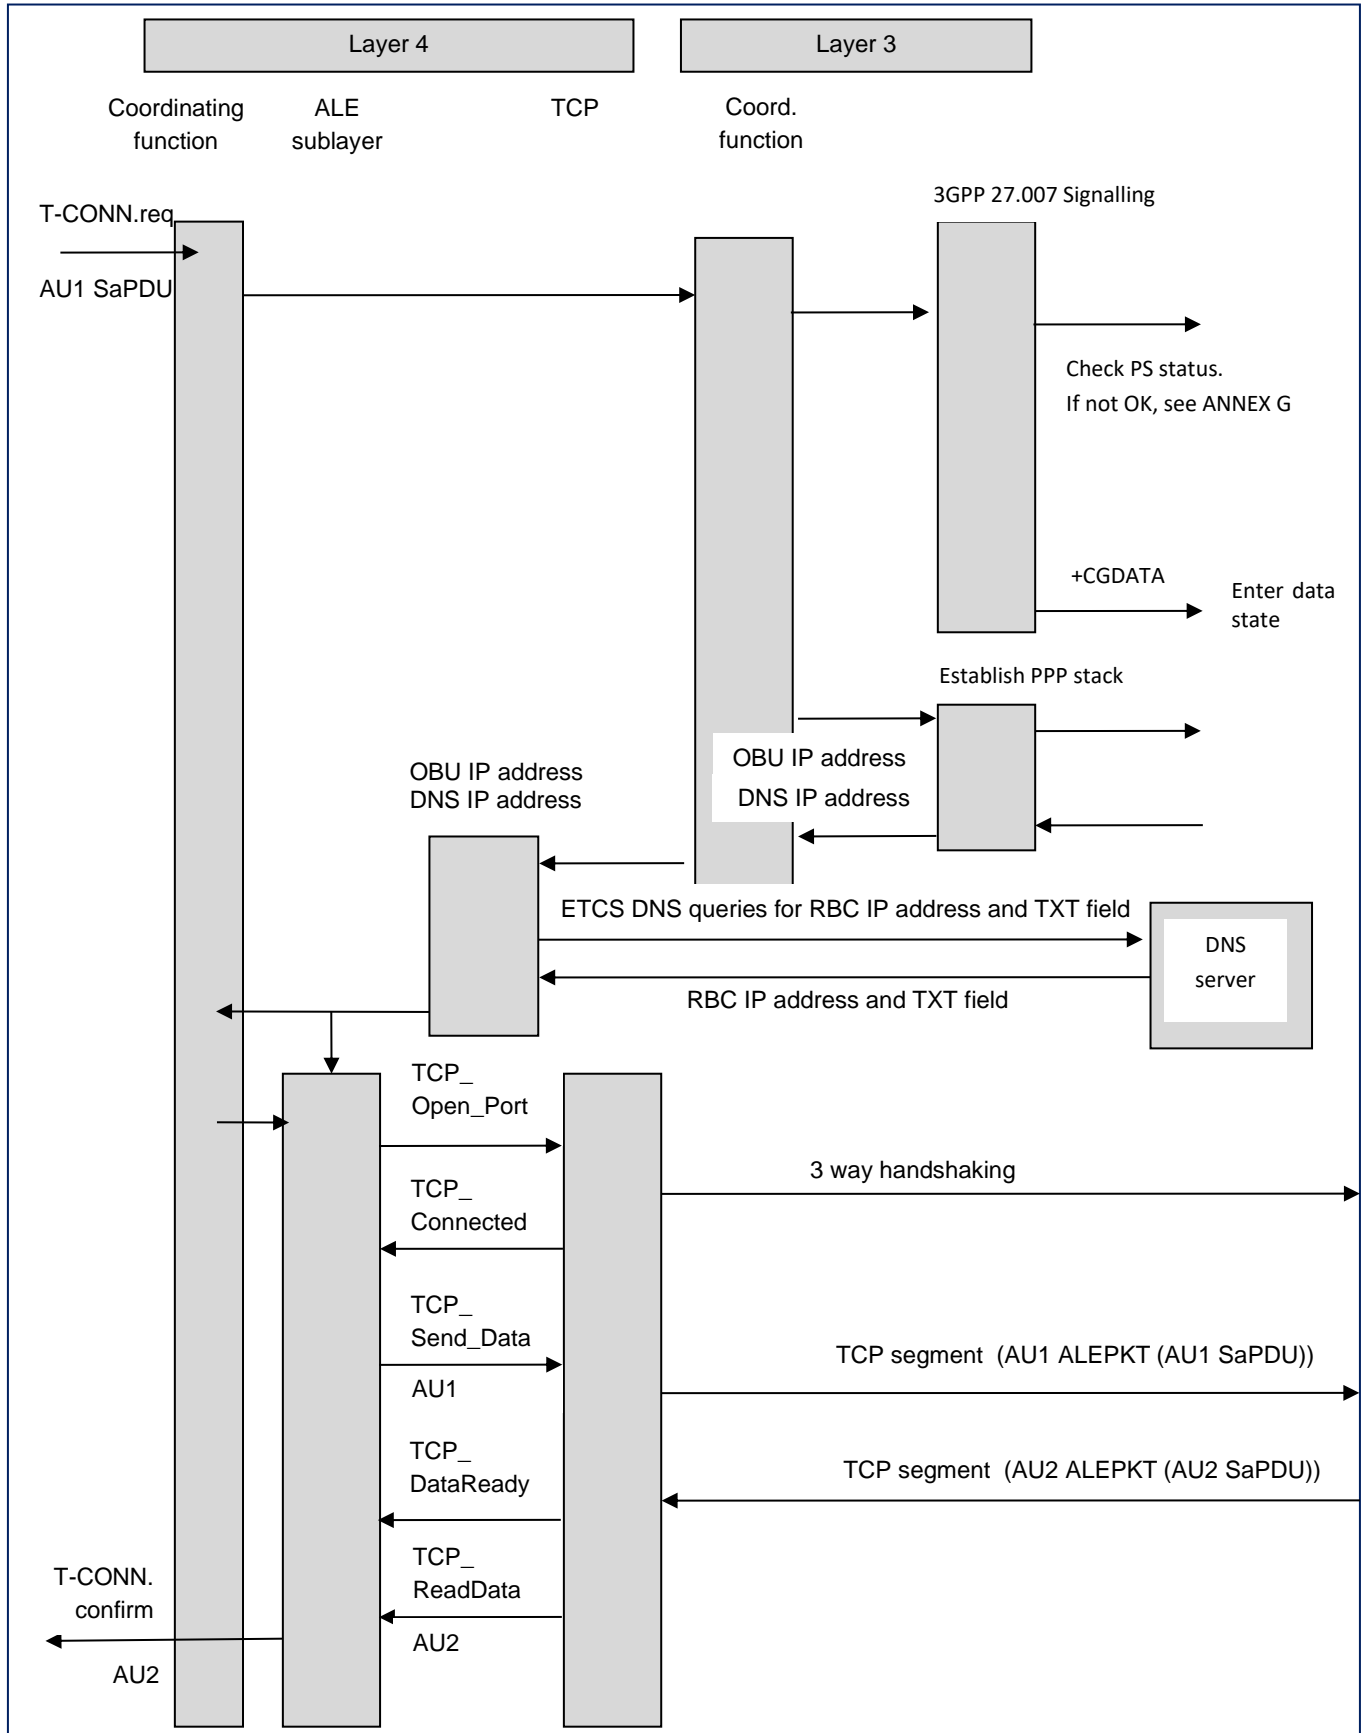 Layer 4
Layer 3
Coordinating
function
ALE
sublayer
TCP
Coord.
function
3GPP 27.007 Signalling
T-CONN.req
AU1 SaPDU
Check PS status.
If not OK, see ANNEX G
+CGDATA
Enter data
state
Establish PPP stack
OBU IP address
DNS IP address
OBU IP address
DNS IP address
ETCS DNS queries for RBC IP address and TXT field
DNS
server
RBC IP address and TXT field
TCP_
Open_Port
3 way handshaking
TCP_
Connected
TCP_
Send_Data
TCP segment (AU1 ALEPKT (AU1 SaPDU))
AU1
TCP_
DataReady
TCP segment (AU2 ALEPKT (AU2 SaPDU))
TCP_
ReadData
T-CONN.
confirm
AU2
AU2